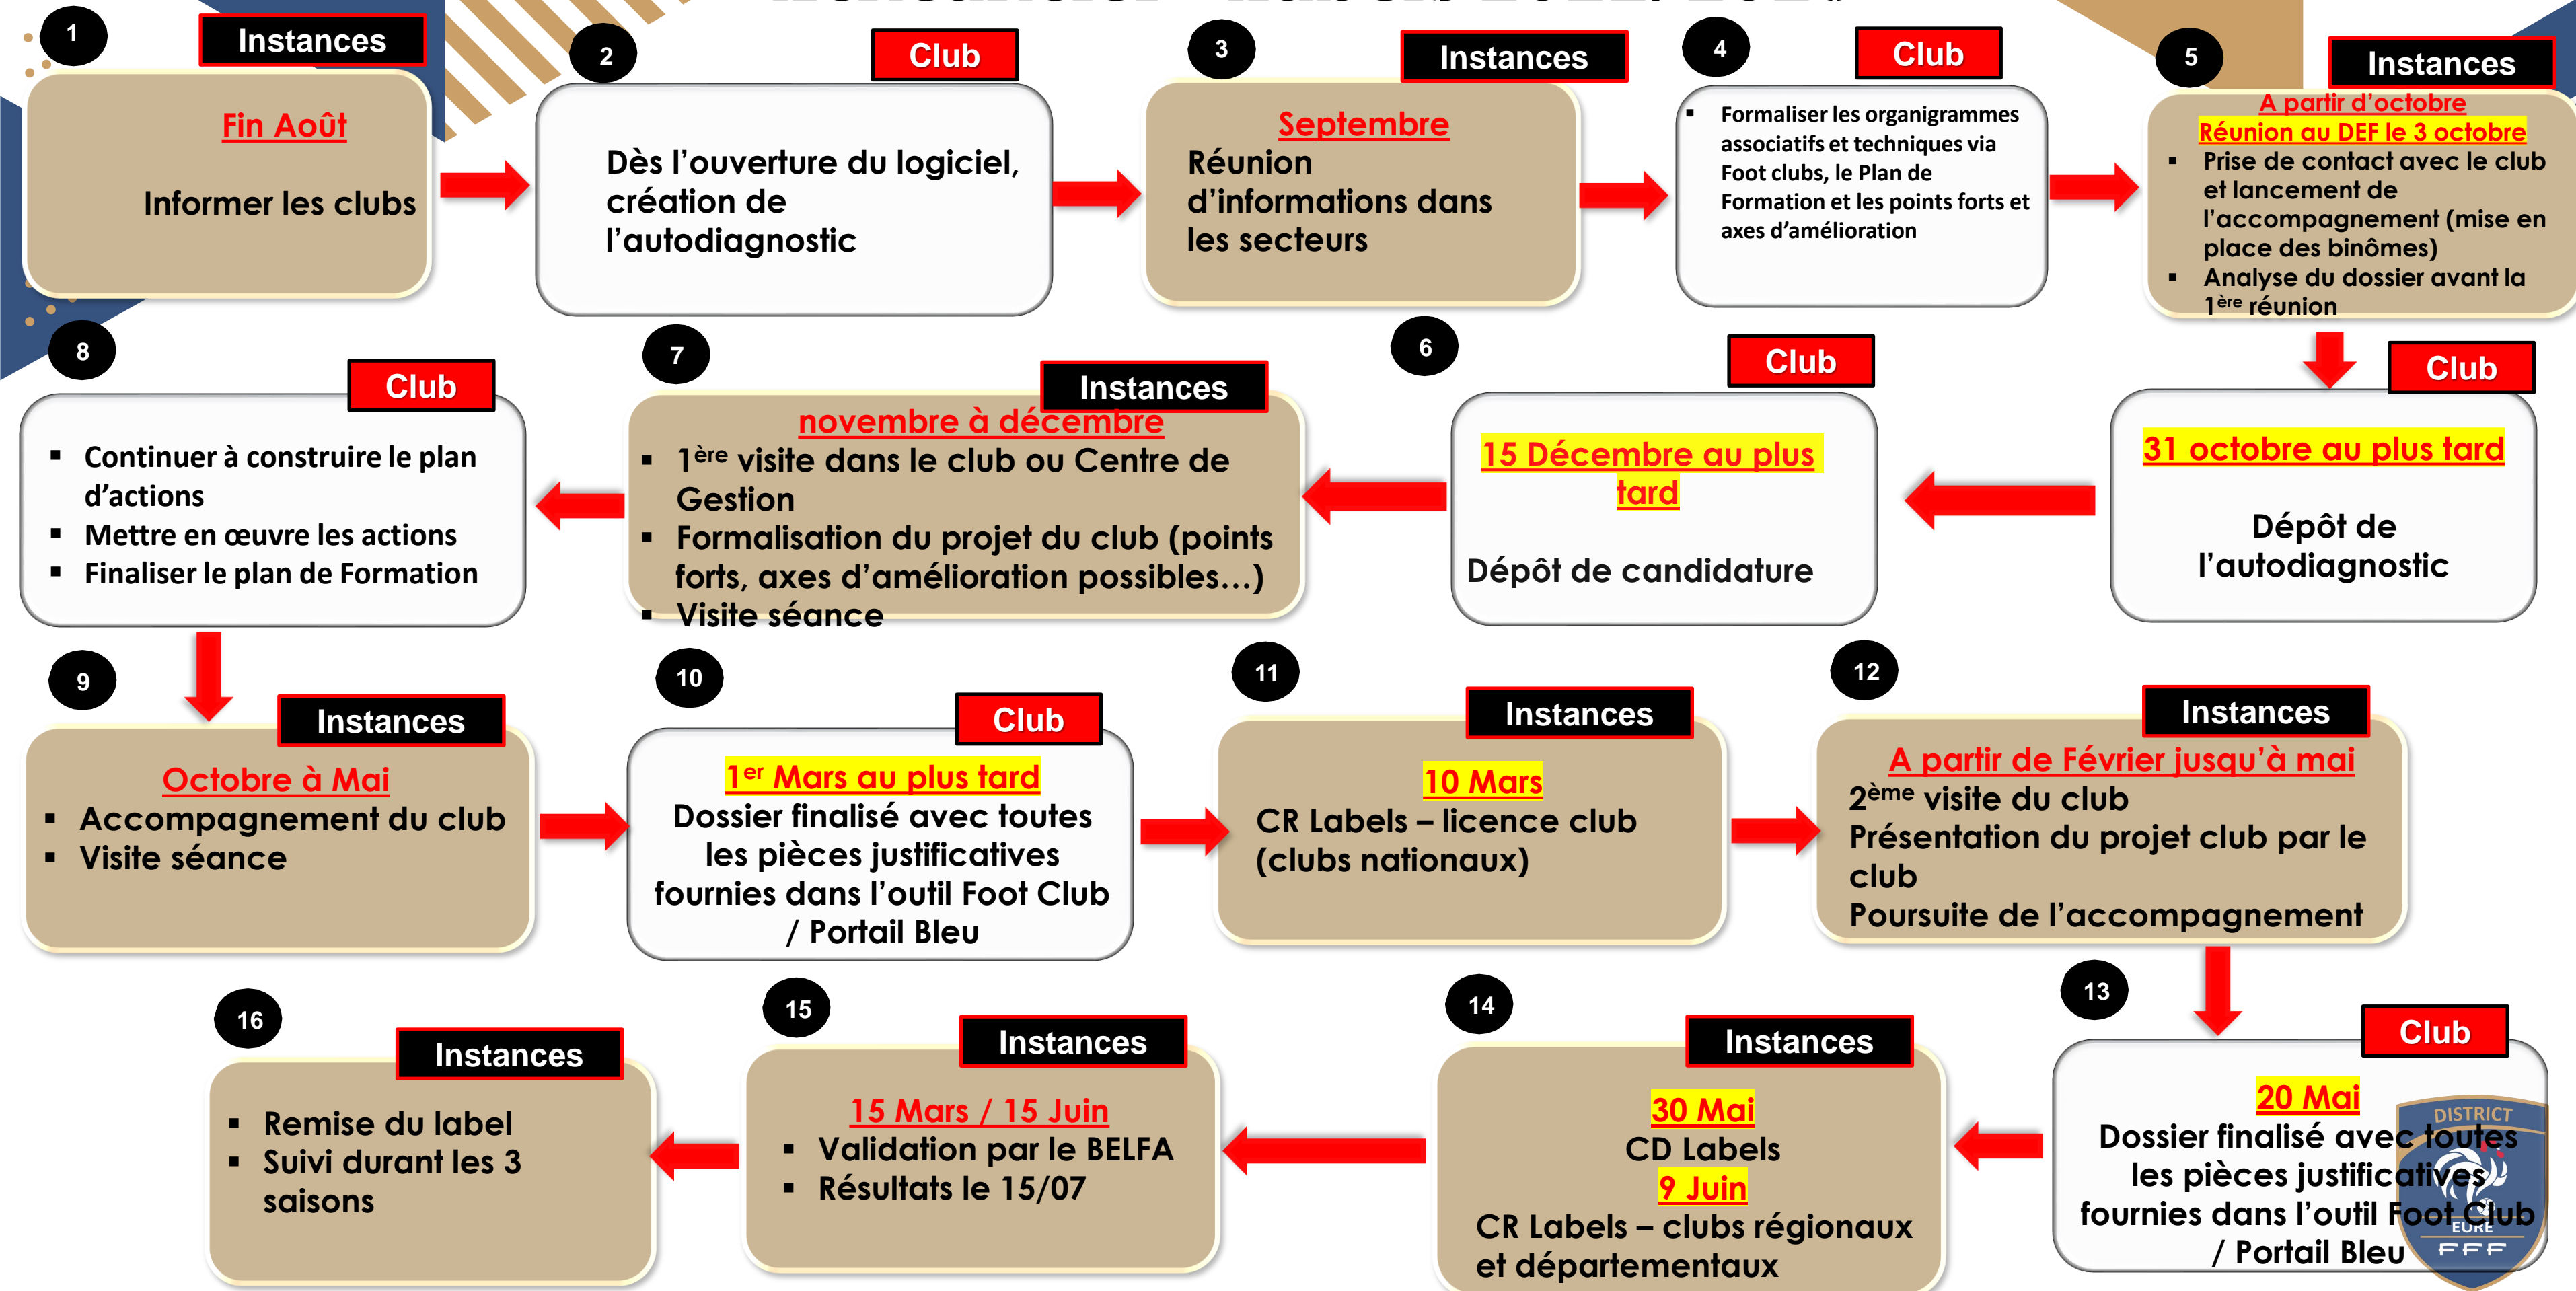 1
Instances
Fin Août
Informer les clubs
2
Club
Dès l’ouverture du logiciel,
création de
l’autodiagnostic
3
Instances
Septembre
Réunion
d’informations dans
les secteurs
4
Club
▪ Formaliser les organigrammes
associatifs et techniques via
Foot clubs, le Plan de
Formation et les points forts et
axes d’amélioration
5
Instances
A partir d’octobre
Réunion au DEF le 3 octobre
▪ Prise de contact avec le club
et lancement de
l’accompagnement (mise en
place des binômes)
▪ Analyse du dossier avant la
1ère réunion
Club
31 octobre au plus tard
Dépôt de
l’autodiagnostic
6
Club
15 Décembre au plus
tard
Dépôt de candidature
7
Instances
novembre à décembre
▪ 1ère visite dans le club ou Centre de
Gestion
▪ Formalisation du projet du club (points
forts, axes d’amélioration possibles…)
▪ Visite séance
8
Club
▪ Continuer à construire le plan
d’actions
▪ Mettre en œuvre les actions
▪ Finaliser le plan de Formation
9
Instances
Octobre à Mai
▪ Accompagnement du club
▪ Visite séance
10
Club
1er Mars au plus tard
Dossier finalisé avec toutes
les pièces justificatives
fournies dans l’outil Foot Club
/ Portail Bleu
11
Instances
10 Mars
CR Labels – licence club
(clubs nationaux)
12
Instances
A partir de Février jusqu’à mai
2ème visite du club
Présentation du projet club par le
club
Poursuite de l’accompagnement
13
Club
20 Mai
Dossier finalisé avec toutes
les pièces justificatives
fournies dans l’outil Foot Club
/ Portail Bleu
DISTRICT
EURE
FFF
14
Instances
30 Mai
CD Labels
9 Juin
CR Labels – clubs régionaux
et départementaux
15
Instances
15 Mars / 15 Juin
▪ Validation par le BELFA
▪ Résultats le 15/07
16
Instances
▪ Remise du label
▪ Suivi durant les 3
saisons